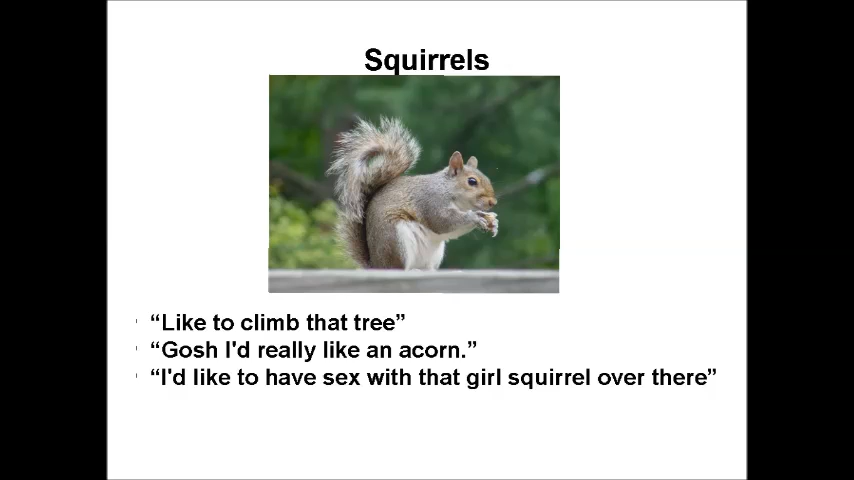 Squirrels
“Like to climb that tree”
“Gosh I'd really like an acorn.”
“I'd like to have sex with that girl squirrel over there”